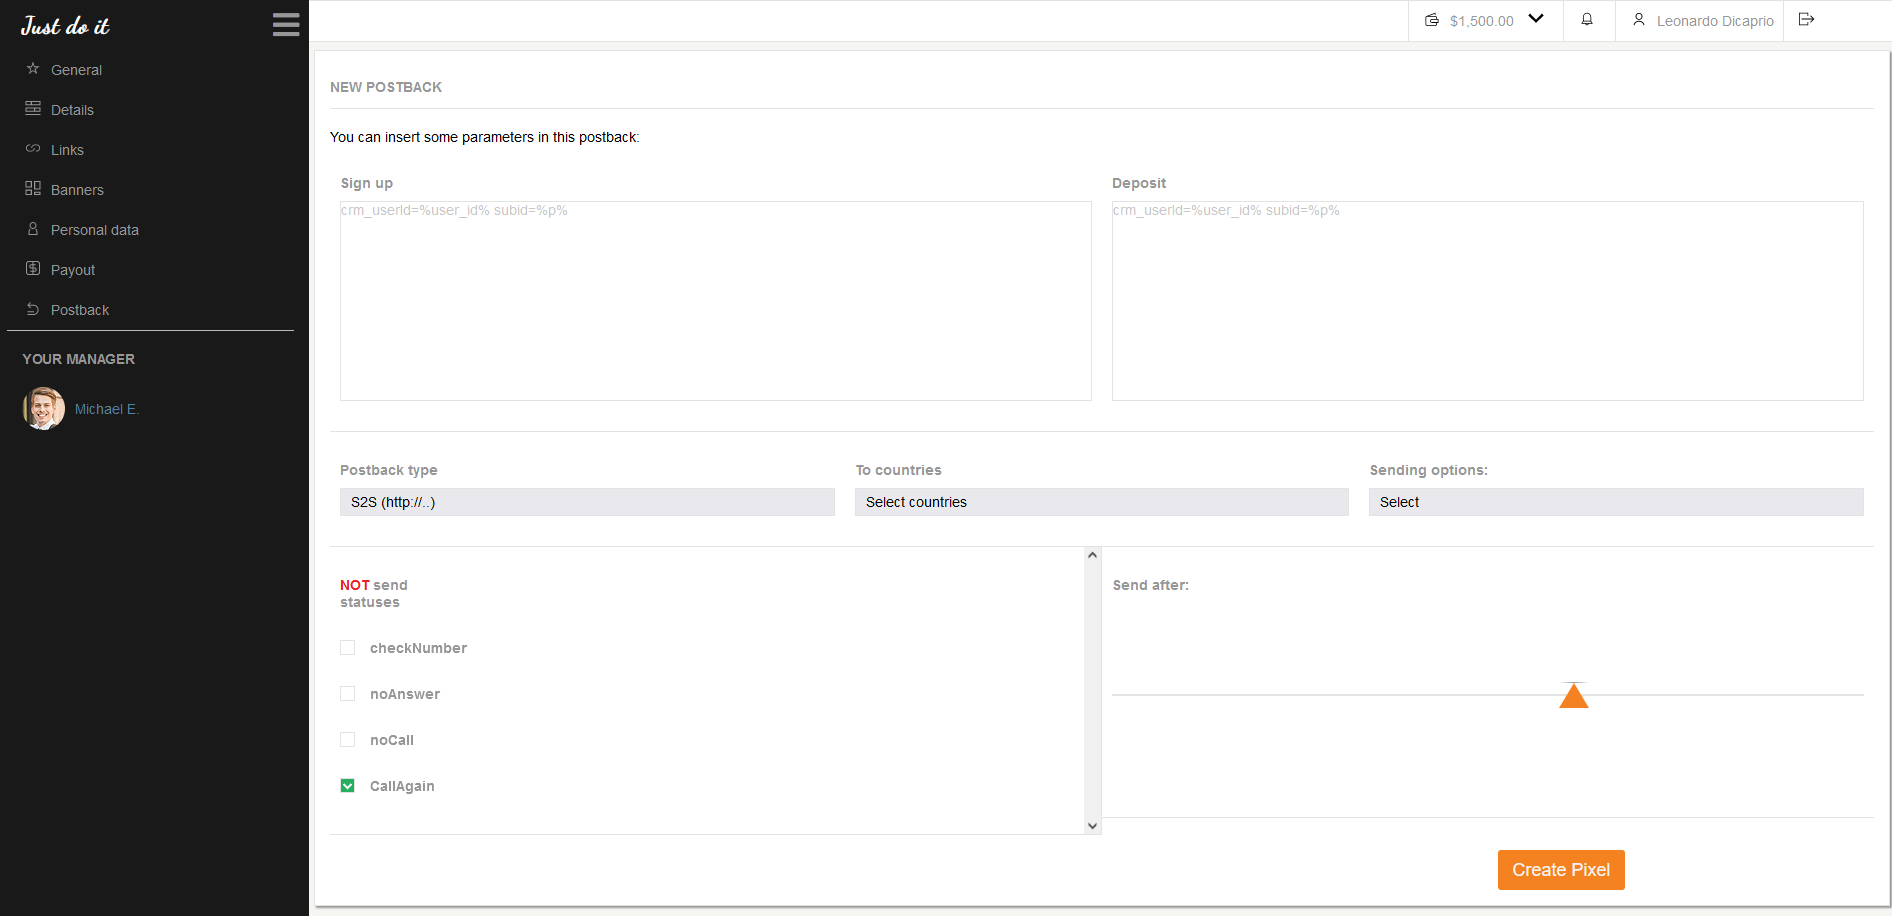 Just do it
$1,500.00
Leonardo Dicaprio
General
Details
Links
Banners
Personal data
Payout
Postback
YOUR MANAGER
Michael E.
NEW POSTBACK
You can insert some parameters in this postback:
Sign up
Deposit
crm_userId=%user_id% subid=%p%
crm_userId=%user_id% subid=%p%
Postback type
To countries
Sending options:
S2S (http://..)
Select countries
Select
NOT send
statuses
checkNumber
noAnswer
noCall
CallAgain
Send after:
Create Pixel